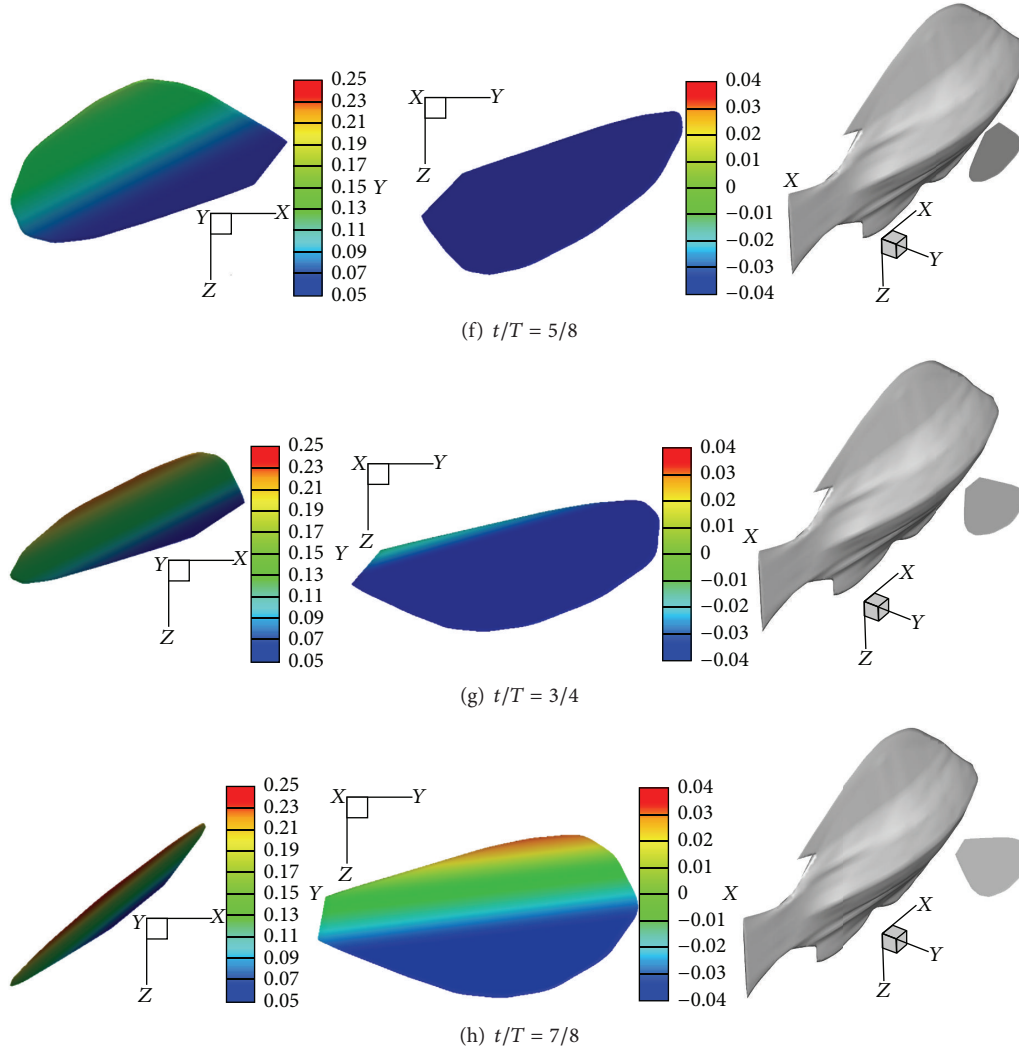 X
Y
Z
0.25
0.23
0.21
0.19
0.17
0.15
0.13
0.11
0.09
0.07
0.05
Y
X
Y
Z
0.04
0.03
0.02
0.01
0
−0.01
−0.02
−0.03
−0.04
X
X
Y
Z
(f) t/T = 5/8
Y
X
Z
0.25
0.23
0.21
0.19
0.17
0.15
0.13
0.11
0.09
0.07
0.05
Y
X
Y
Z
0.04
0.03
0.02
0.01
0
−0.01
−0.02
−0.03
−0.04
X
X
Y
Z
(g) t/T = 3/4
Y
X
Z
0.25
0.23
0.21
0.19
0.17
0.15
0.13
0.11
0.09
0.07
0.05
Y
X
Y
Z
0.04
0.03
0.02
0.01
0
−0.01
−0.02
−0.03
−0.04
X
X
Y
Z
(h) t/T = 7/8